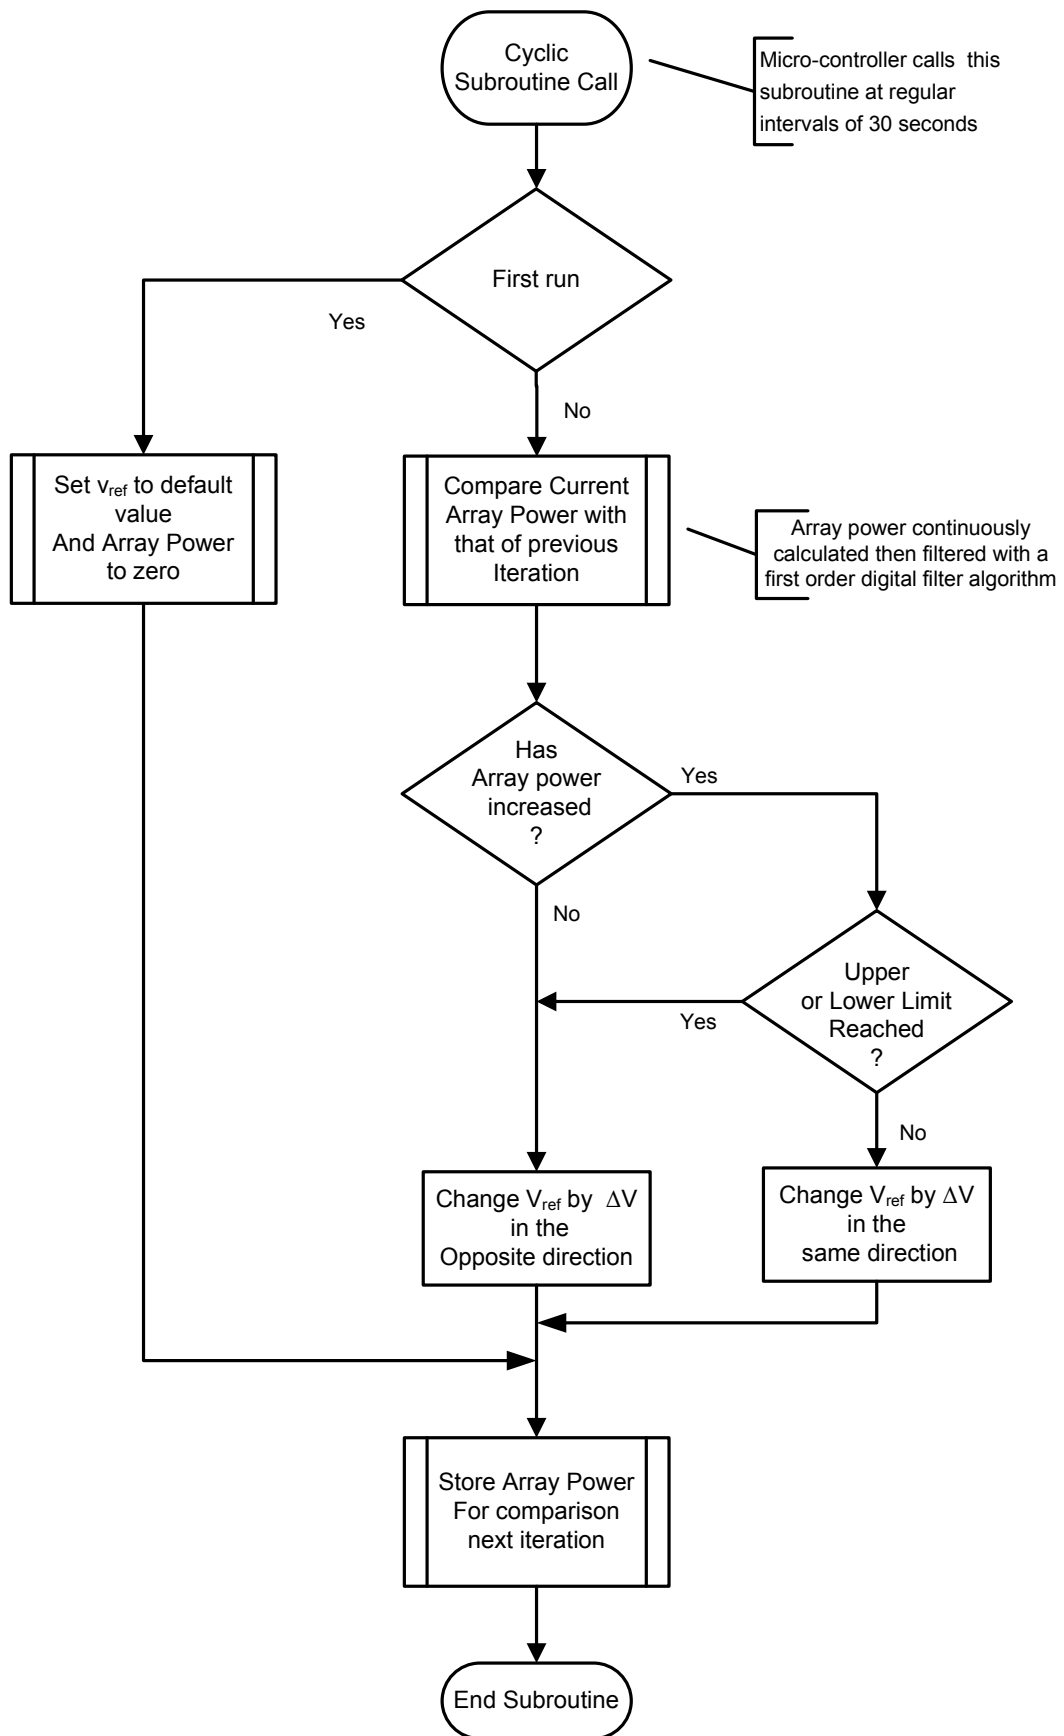 Cyclic
Subroutine Call
Micro-controller calls this
subroutine at regular
intervals of 30 seconds
First run
Yes
No
Set vref to default
value
And Array Power
to zero
Compare Current
Array Power with
that of previous
Iteration
Array power continuously
calculated then filtered with a
first order digital filter algorithm
Has
Array power
increased
?
Yes
No
Upper
or Lower Limit
Reached
?
Yes
No
Change Vref by ΔV
in the
Opposite direction
Change Vref by ΔV
in the
same direction
Store Array Power
For comparison
next iteration
End Subroutine